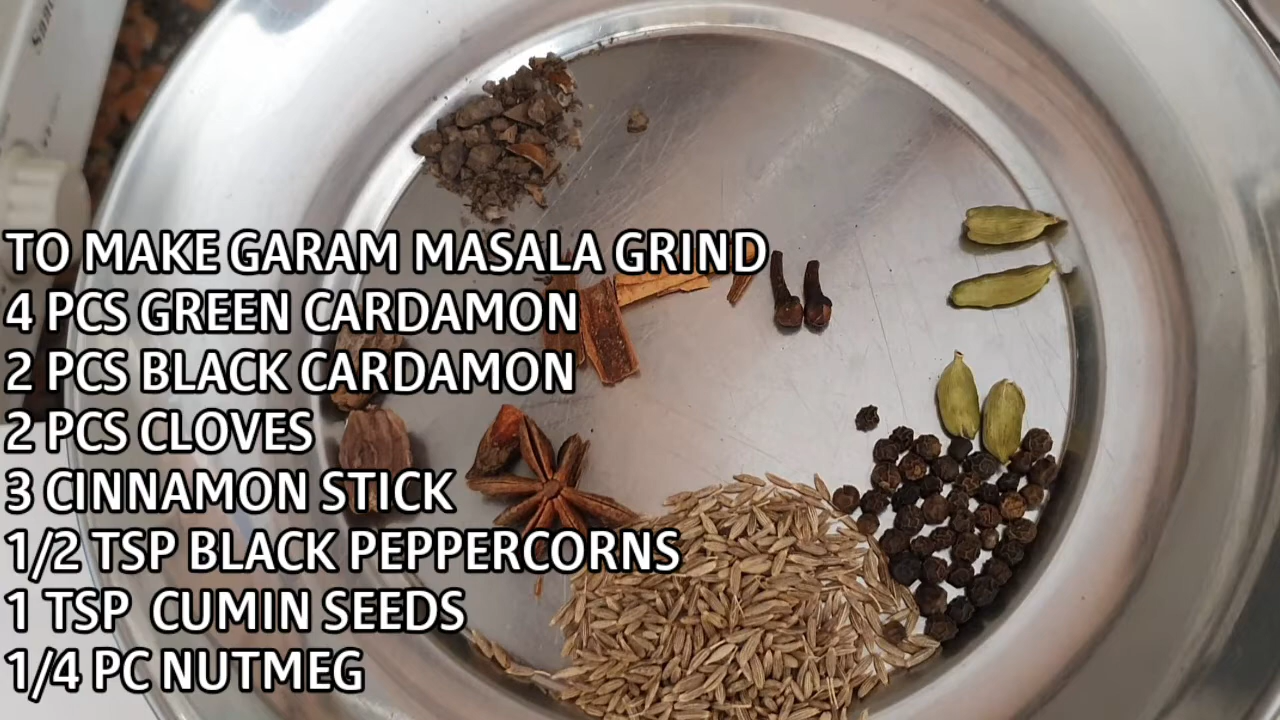 TO MAKE GARAM MASALA GRIND
4 PCS GREEN CARDAMON
2 PCS BLACK CARDAMON
2 PCS CLOVES
3 CINNAMON STICK
1/2 TSP BLACK PEPPERCORNS
1 TSP CUMIN SEEDS
1/4 PC NUTMEG